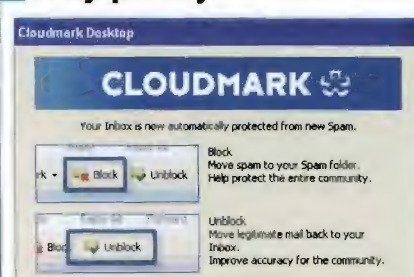 Cloudmark Desktop
CLOUDMARK
Your Inbox is now automatically protected from new Spam.
Block
Move spam to your Spam folder.
Help protect the entire community.
rk Block Unblock
Unblock
Move legitimate mail back to your
Inbox.
Improve accuracy for the community.
Bloc Unblock